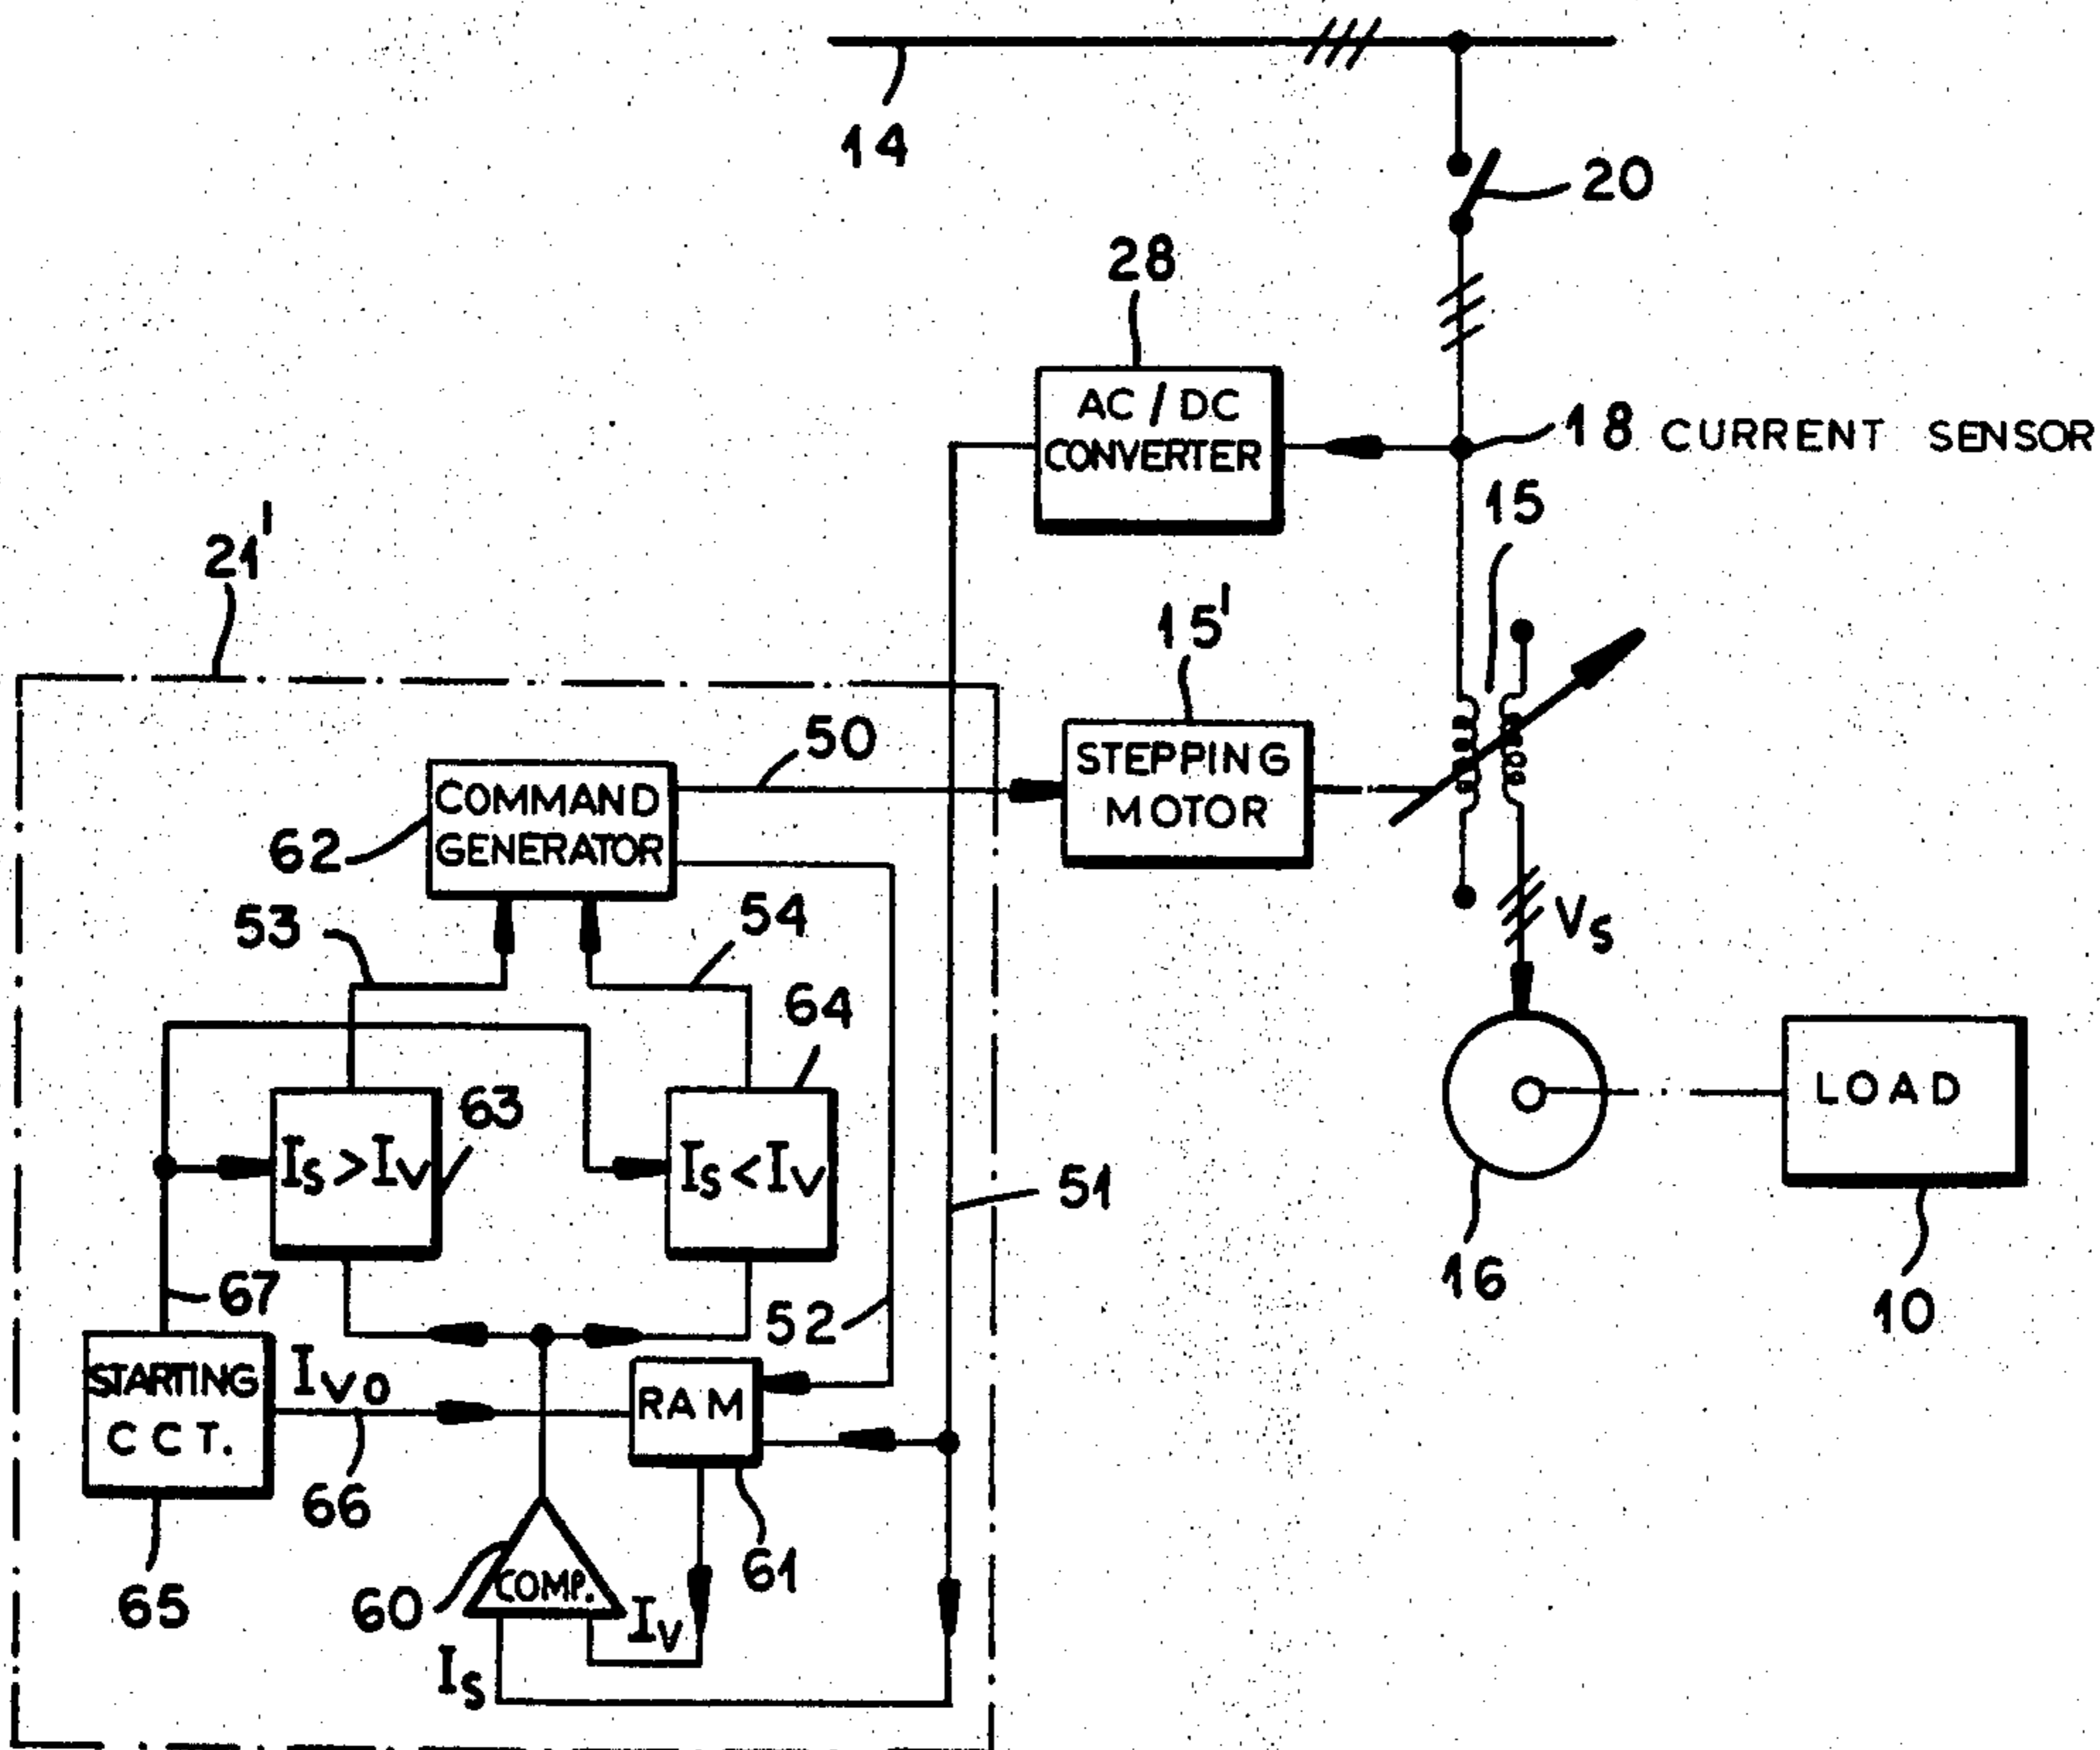 14
20
28
AC / DC
CONVERTER
18 CURRENT SENSOR
15
21'
15'
50
STEPPING
MOTOR
COMMAND
GENERATOR
62
53
54
VS
64
63
IS > IV
IS < IV
LOAD
51
16
10
67
52
STARTING
CCT.
IVO
RAM
66
65
61
60
COMP.
IV
IS